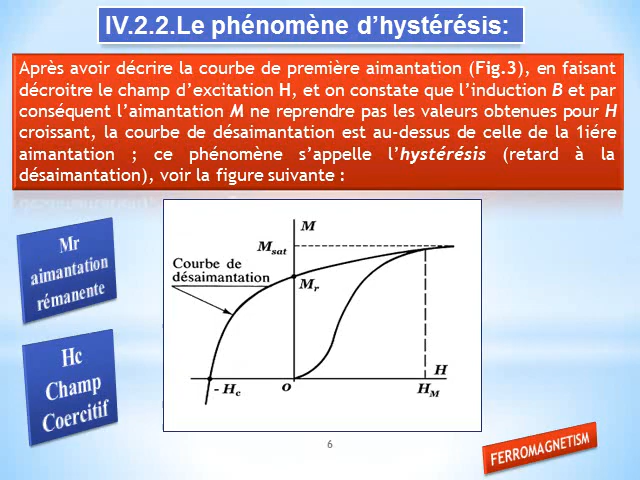 IV.2.2.Le phénomène d'hystérésis:
Après avoir décrire la courbe de première aimantation (Fig.3), en faisant
décroitre le champ d'excitation H, et on constate que l'induction B et par
conséquent l'aimantation M ne reprendre pas les valeurs obtenues pour H
croissant, la courbe de désaimantation est au-dessus de celle de la 1iére
aimantation ; ce phénomène s'appelle l'hystérésis (retard à la
désaimantation), voir la figure suivante :
Mr
aimantation
rémanente
Hc
Champ
Coercitif
M
Msat
Courbe de
désaimantation
Mr
H
- Hc
O
HM
6
FERROMAGNETISM